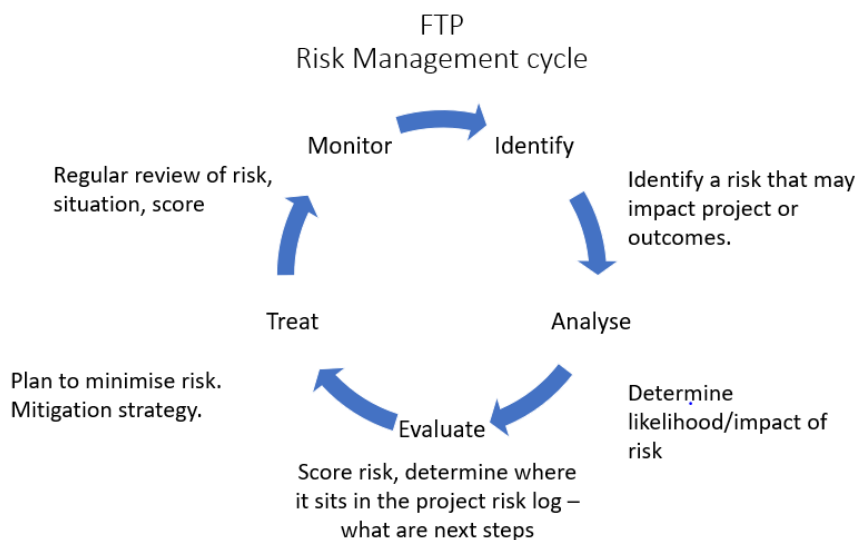 FTP
Risk Management cycle
Monitor
Identify
Regular review of risk,
situation, score
Identify a risk that may
impact project or
outcomes.
Treat
Analyse
Plan to minimise risk.
Mitigation strategy.
Determine
likelihood/impact of
risk
Evaluate
Score risk, determine where
it sits in the project risk log –
what are next steps